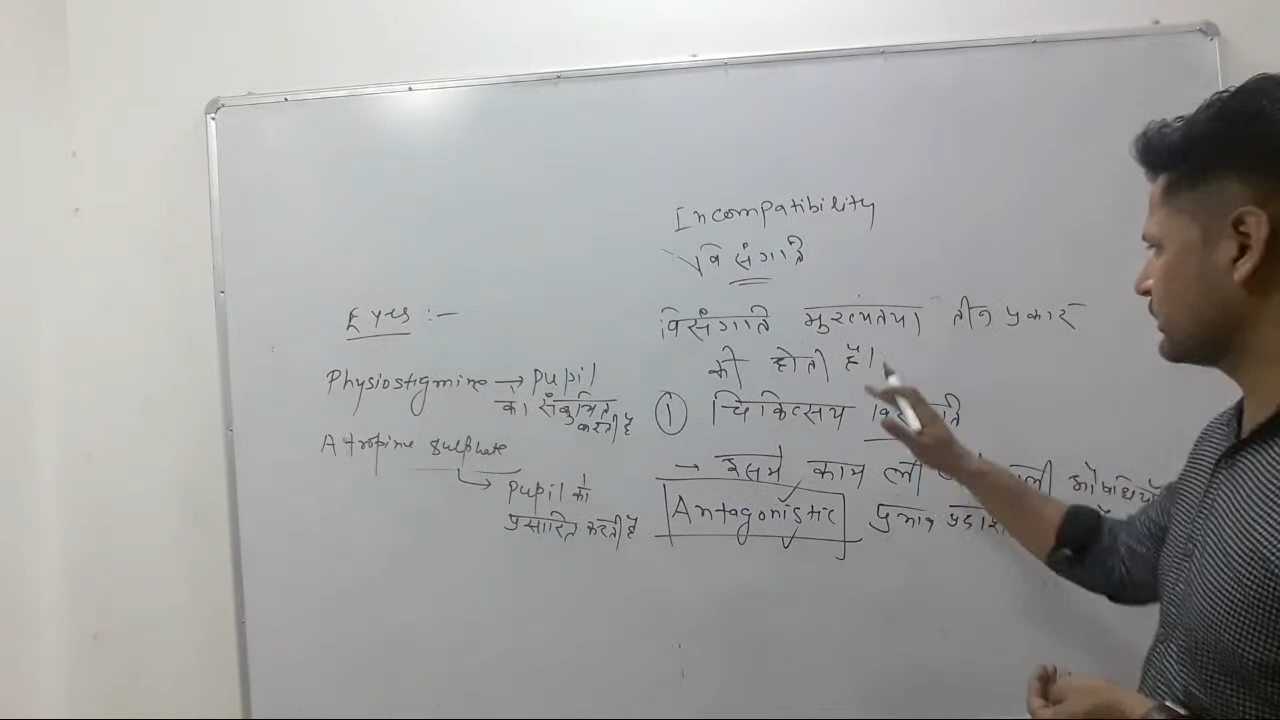 Incompatibility
विसंगति
विसंगति मुख्यतया तीन प्रकार
की होती है।
① चिकित्सय
→ इसमें काम ली औषधियाँ
Antagonistic प्रभाव
Eyes :-
Physiostigmine → Pupil
को संकुचित
करती है
Atropine sulphate
↳ Pupil को
प्रसारित करती है